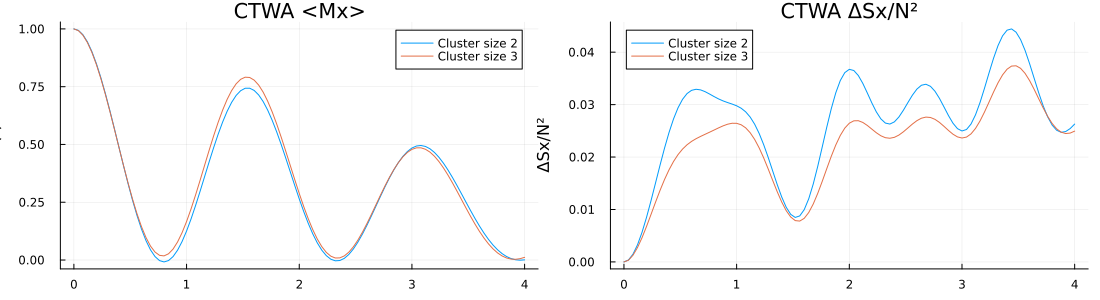 CTWA <Mx>
1.00
0.75
0.50
0.25
0.00
0
1
2
3
4
Cluster size 2
Cluster size 3
CTWA ΔSx/N²
ΔSx/N²
0.04
0.03
0.02
0.01
0.00
0
1
2
3
4
Cluster size 2
Cluster size 3